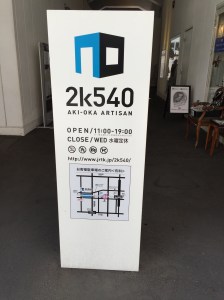 2k540
AKI-OKA ARTISAN
OPEN/11:00-19:00
CLOSE/WED 水曜定休
http://www.jrtk.jp/2k540/